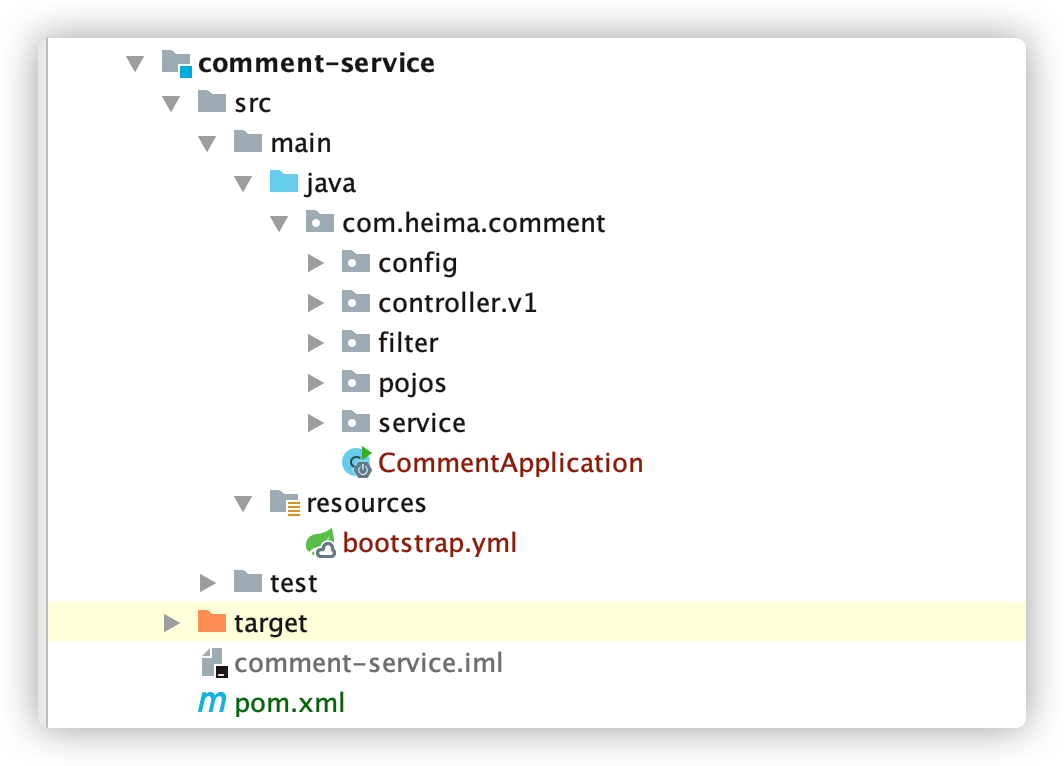 comment-service
src
main
java
com.heima.comment
config
controller.v1
filter
pojos
service
CommentApplication
resources
bootstrap.yml
test
target
comment-service.iml
pom.xml